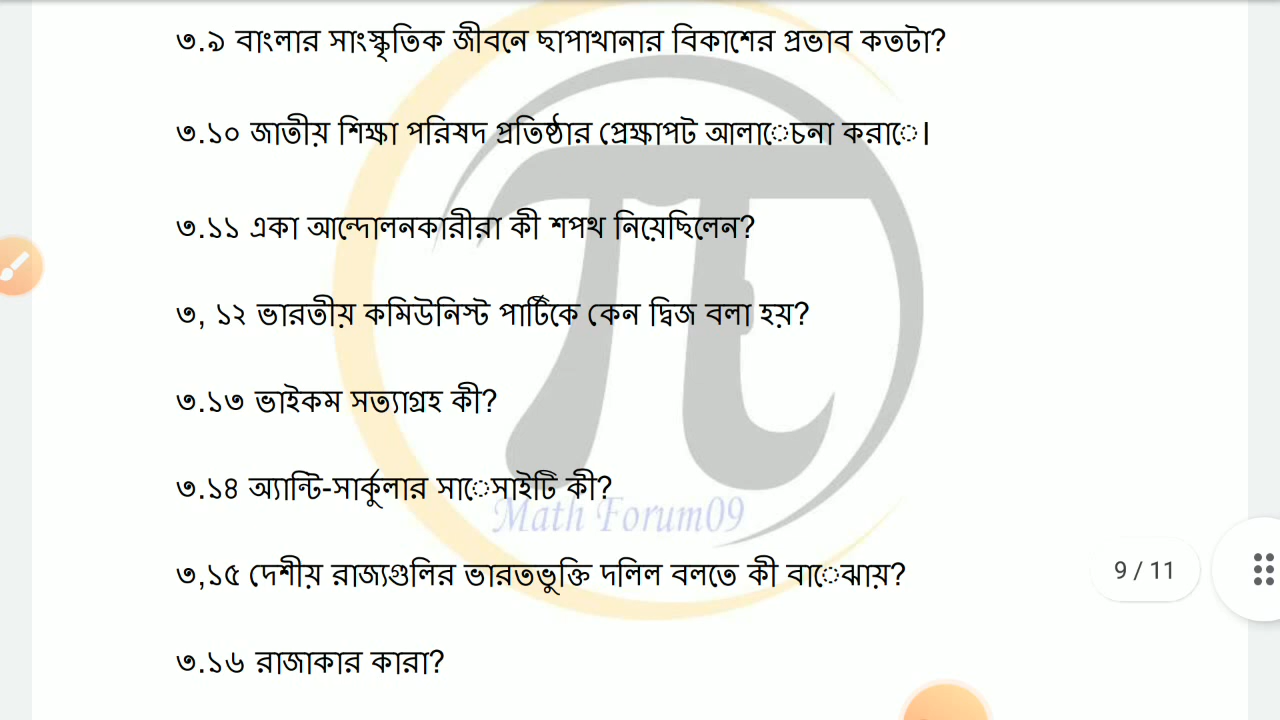 ৩.৯ বাংলার সাংস্কৃতিক জীবনে ছাপাখানার বিকাশের প্রভাব কতটা?
৩.১০ জাতীয় শিক্ষা পরিষদ প্রতিষ্ঠার প্রেক্ষাপট আলােচনা করাে।
৩.১১ একা আন্দোলনকারীরা কী শপথ নিয়েছিলেন?
৩, ১২ ভারতীয় কমিউনিস্ট পার্টিকে কেন দ্বিজ বলা হয়?
৩.১৩ ভাইকম সত্যাগ্রহ কী?
৩.১৪ অ্যান্টি-সার্কুলার সােসাইটি কী?
Math Forum09
৩,১৫ দেশীয় রাজ্যগুলির ভারতভুক্তি দলিল বলতে কী বাােঝায়?
9 / 11
৩.১৬ রাজাকার কারা?